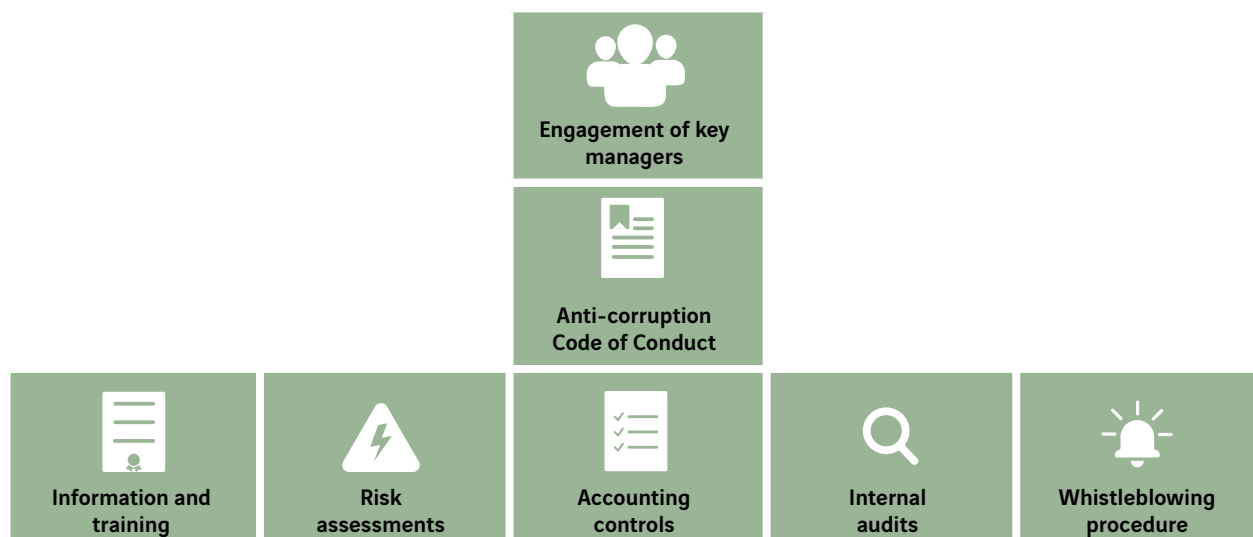 Engagement of key
managers
Anti-corruption
Code of Conduct
Information and
training
Risk
assessments
Accounting
controls
Internal
audits
Whistleblowing
procedure